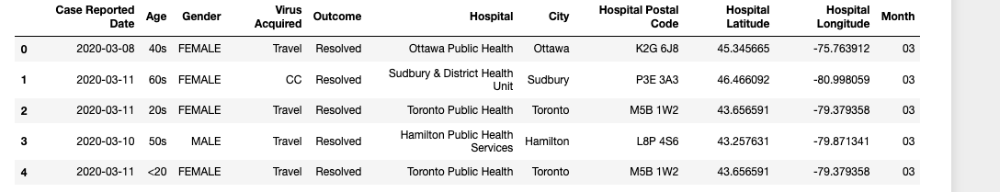 Case Reported Date Age Gender Virus Acquired Outcome Hospital City Hospital Postal Code Hospital Latitude Hospital Longitude Month
0 2020-03-08 40s FEMALE Travel Resolved Ottawa Public Health Ottawa K2G 6J8 45.345665 -75.763912 03
1 2020-03-11 60s FEMALE CC Resolved Sudbury & District Health Unit Sudbury P3E 3A3 46.466092 -80.998059 03
2 2020-03-11 20s FEMALE Travel Resolved Toronto Public Health Toronto M5B 1W2 43.656591 -79.379358 03
3 2020-03-10 50s MALE Travel Resolved Hamilton Public Health Services Hamilton L8P 4S6 43.257631 -79.871341 03
4 2020-03-11 <20 FEMALE Travel Resolved Toronto Public Health Toronto M5B 1W2 43.656591 -79.379358 03